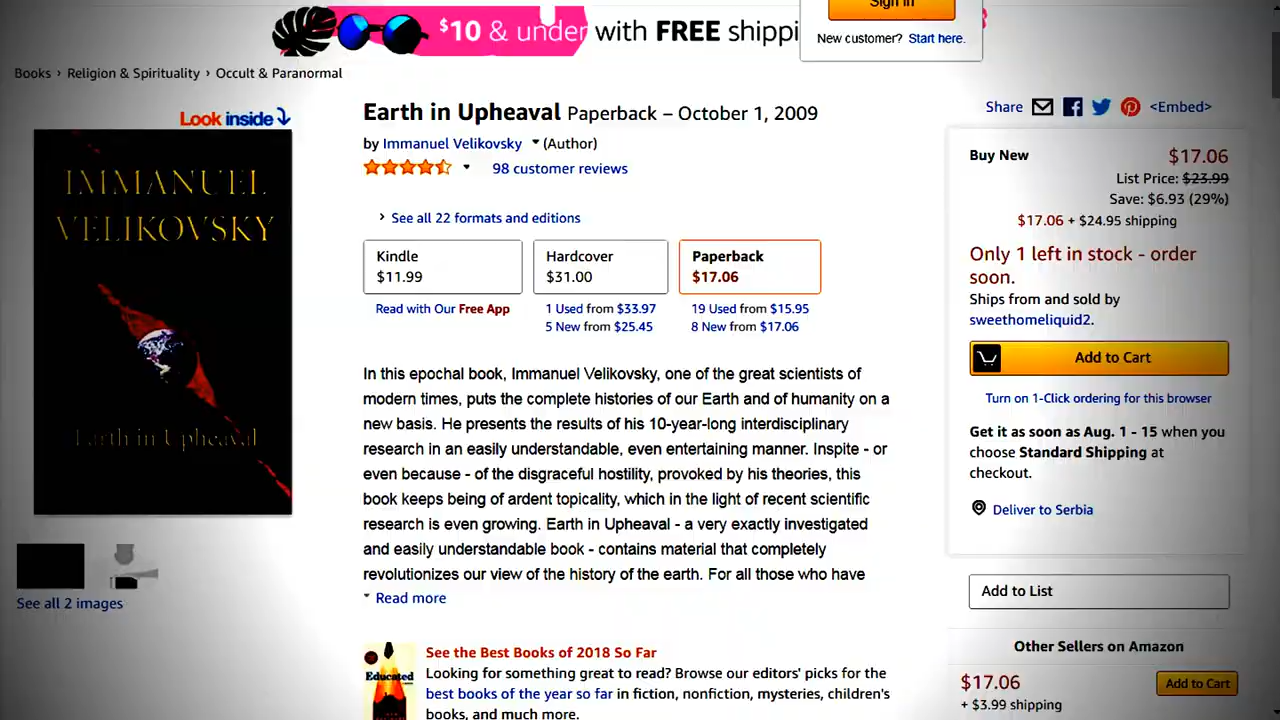 $10 & under with FREE shippi
Sign in
New customer? Start here.
Books › Religion & Spirituality › Occult & Paranormal
Look inside
IMMANUEL
VELIKOVSKY
Earth in Upheaval
See all 2 images
Earth in Upheaval Paperback – October 1, 2009
by Immanuel Velikovsky (Author)
98 customer reviews
› See all 22 formats and editions
Kindle
$11.99
Read with Our Free App
Hardcover
$31.00
1 Used from $33.97
5 New from $25.45
Paperback
$17.06
19 Used from $15.95
8 New from $17.06
In this epochal book, Immanuel Velikovsky, one of the great scientists of
modern times, puts the complete histories of our Earth and of humanity on a
new basis. He presents the results of his 10-year-long interdisciplinary
research in an easily understandable, even entertaining manner. Inspite - or
even because - of the disgraceful hostility, provoked by his theories, this
book keeps being of ardent topicality, which in the light of recent scientific
research is even growing. Earth in Upheaval - a very exactly investigated
and easily understandable book - contains material that completely
revolutionizes our view of the history of the earth. For all those who have
Read more
Educated
See the Best Books of 2018 So Far
Looking for something great to read? Browse our editors' picks for the
best books of the year so far in fiction, nonfiction, mysteries, children's
books, and much more.
Share <Embed>
Buy New $17.06
List Price: $23.99
Save: $6.93 (29%)
$17.06 + $24.95 shipping
Only 1 left in stock - order
soon.
Ships from and sold by
sweethomeliquid2.
Add to Cart
Turn on 1-Click ordering for this browser
Get it as soon as Aug. 1 - 15 when you
choose Standard Shipping at
checkout.
Deliver to Serbia
Add to List
Other Sellers on Amazon
$17.06
+ $3.99 shipping
Add to Cart